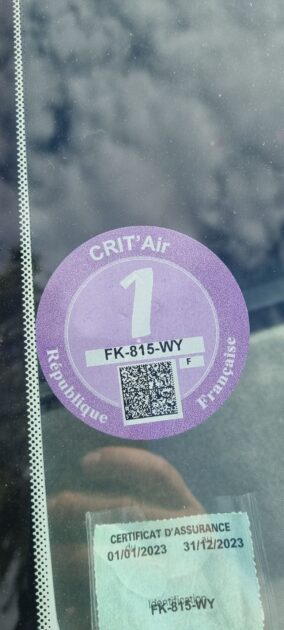 CRIT'Air
1
FK-815-WY
F
République Française
CERTIFICAT D'ASSURANCE
01/01/2023 au 31/12/2023
Identification
FK-815-WY